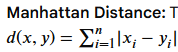 Manhattan Distance: T
d(x, y) = ∑ⁿᵢ₌₁|xᵢ − yᵢ|